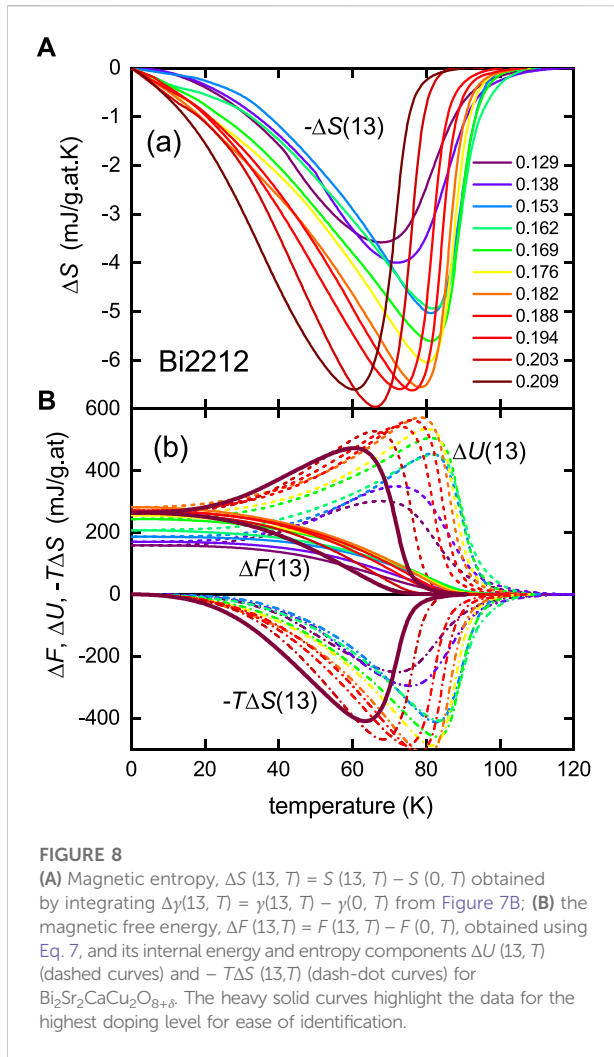 A
0
-1
-2
-3
-4
-5
-6
ΔS (mJ/g.at.K)
(a)
-ΔS(13)
0.129
0.138
0.153
0.162
0.169
0.176
0.182
0.188
0.194
0.203
0.209
Bi2212
B
600
400
200
0
-200
-400
ΔF, ΔU, -TΔS (mJ/g.at)
(b)
ΔU(13)
ΔF(13)
-TΔS(13)
0 20 40 60 80 100 120
temperature (K)
FIGURE 8
(A) Magnetic entropy, ΔS (13, T) = S (13, T) – S (0, T) obtained
by integrating Δγ(13, T) = γ(13, T) – γ(0, T) from Figure 7B; (B) the
magnetic free energy, ΔF (13,T) = F (13, T) – F (0, T), obtained using
Eq. 7, and its internal energy and entropy components ΔU (13, T)
(dashed curves) and – TΔS (13,T) (dash-dot curves) for
Bi₂Sr₂CaCu₂O₈₊δ. The heavy solid curves highlight the data for the
highest doping level for ease of identification.